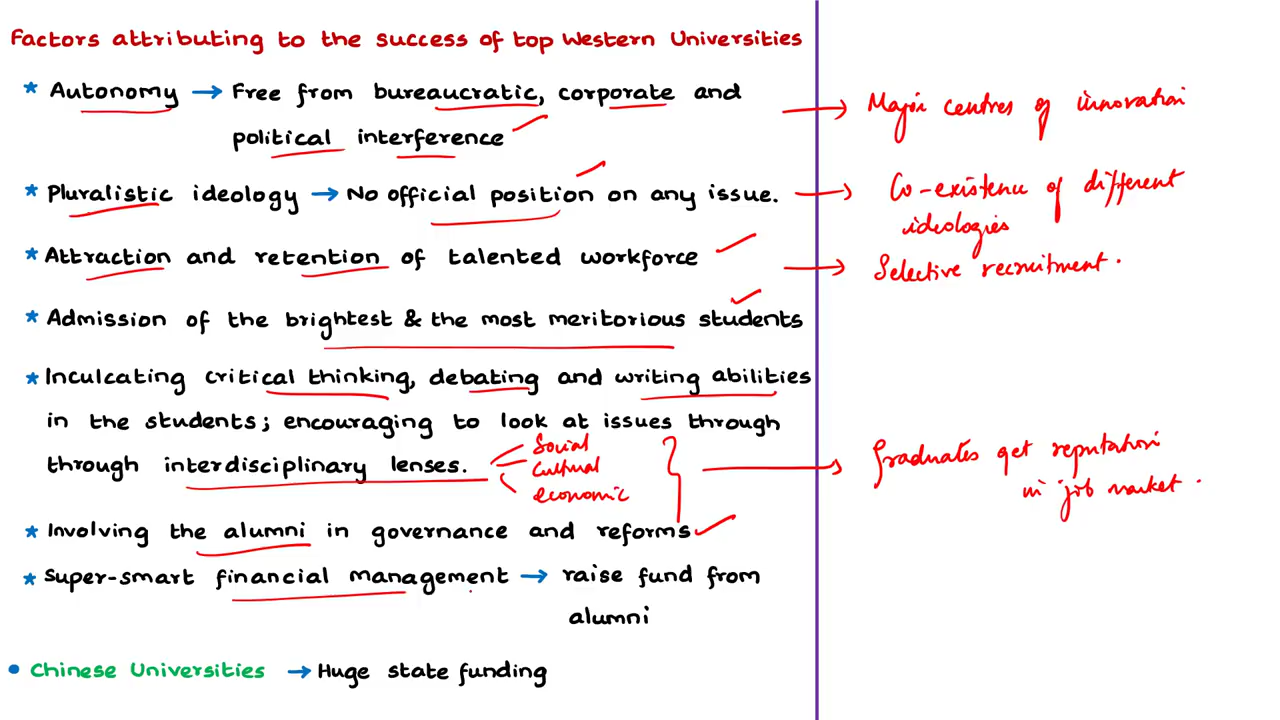 Factors attributing to the success of top Western Universities
* Autonomy → Free from bureaucratic, corporate and
political interference
→ Major centres of innovation
* Pluralistic ideology → No official position on any issue.
→ Co-existence of different
ideologies
* Attraction and retention of talented workforce
→ Selective recruitment.
* Admission of the brightest & the most meritorious students
* Inculcating critical thinking, debating and writing abilities
in the students; encouraging to look at issues through
through interdisciplinary lenses.
Social
Cultural
economic
→ Graduates get reputation
in job market.
* Involving the alumni in governance and reforms
* Super-smart financial management → raise fund from
alumni
• Chinese Universities → Huge state funding